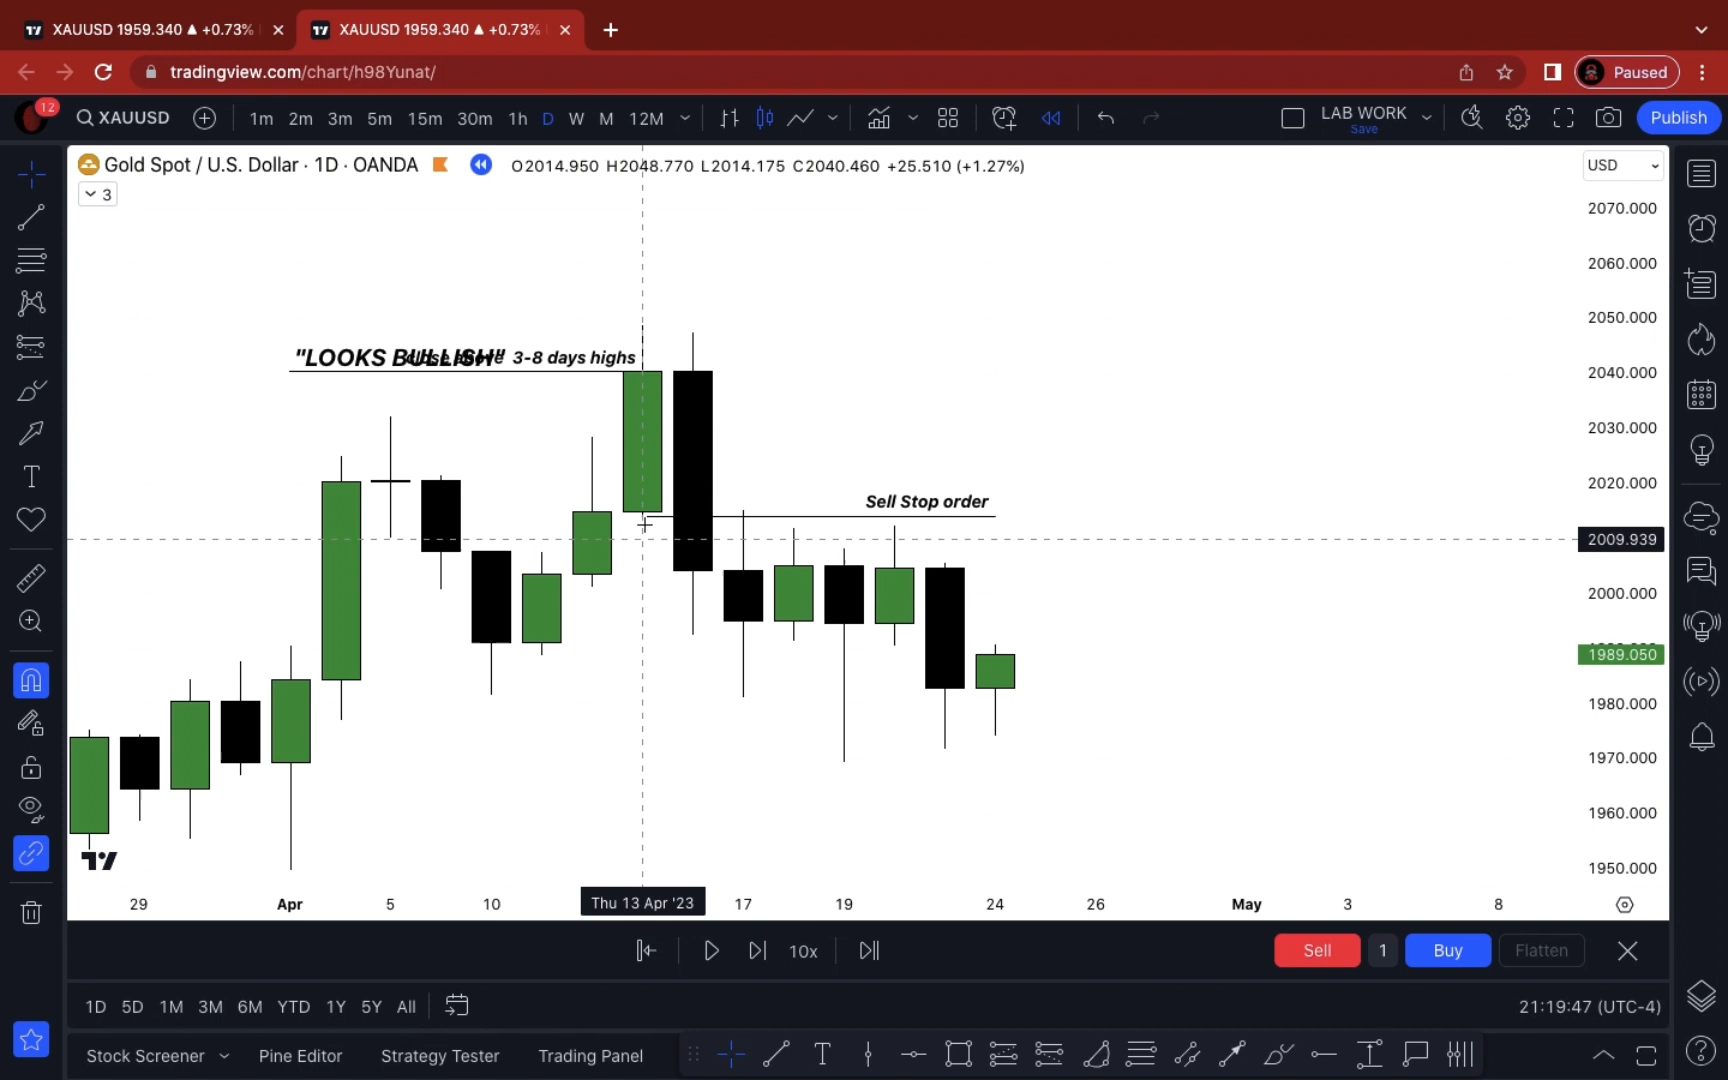 XAUUSD 1959.340 ▲ +0.73%
XAUUSD 1959.340 ▲ +0.73%
tradingview.com/chart/h98Yunat/
Paused
12
XAUUSD
1m 2m 3m 5m 15m 30m 1h D W M 12M
LAB WORK
Save
Publish
Gold Spot / U.S. Dollar · 1D · OANDA
O2014.950 H2048.770 L2014.175 C2040.460 +25.510 (+1.27%)
USD
3
2070.000
2060.000
2050.000
2040.000
2030.000
2020.000
2009.939
2000.000
1989.050
1980.000
1970.000
1960.000
1950.000
"LOOKS BULLISH"
close above 3-8 days highs
Sell Stop order
29 Apr 5 10 Thu 13 Apr '23 17 19 24 26 May 3 8
10x
Sell 1 Buy Flatten
1D 5D 1M 3M 6M YTD 1Y 5Y All
21:19:47 (UTC-4)
Stock Screener Pine Editor Strategy Tester Trading Panel